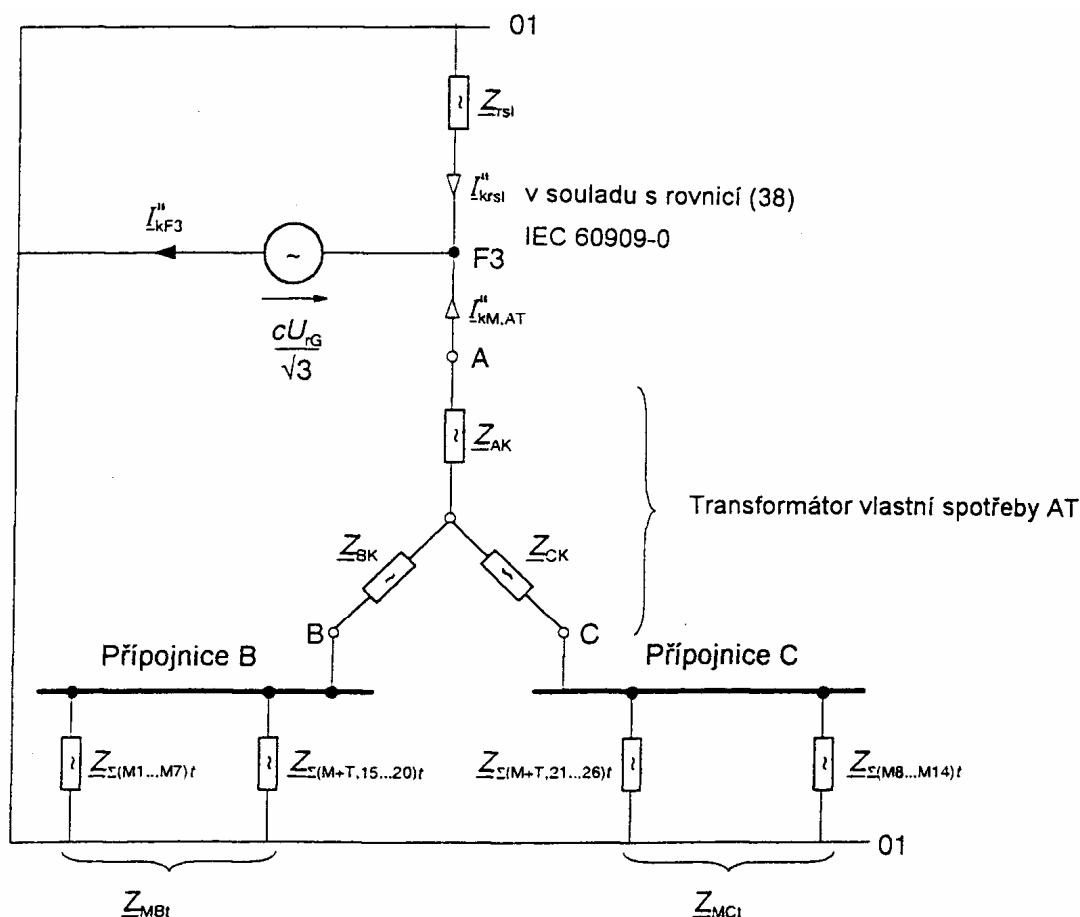 01
Z_rsl
I"_krsl v souladu s rovnicí (38)
IEC 60909-0
I"_kF3
~
F3
I"_kM,AT
cU_rG
√3
A
Z_AK
Transformátor vlastní spotřeby AT
Z_BK
Z_CK
B
C
Přípojnice B
Přípojnice C
Z_Σ(M1...M7)t
Z_Σ(M+T,15...20)t
Z_Σ(M+T,21...26)t
Z_Σ(M8...M14)t
01
Z_MBt
Z_MCt